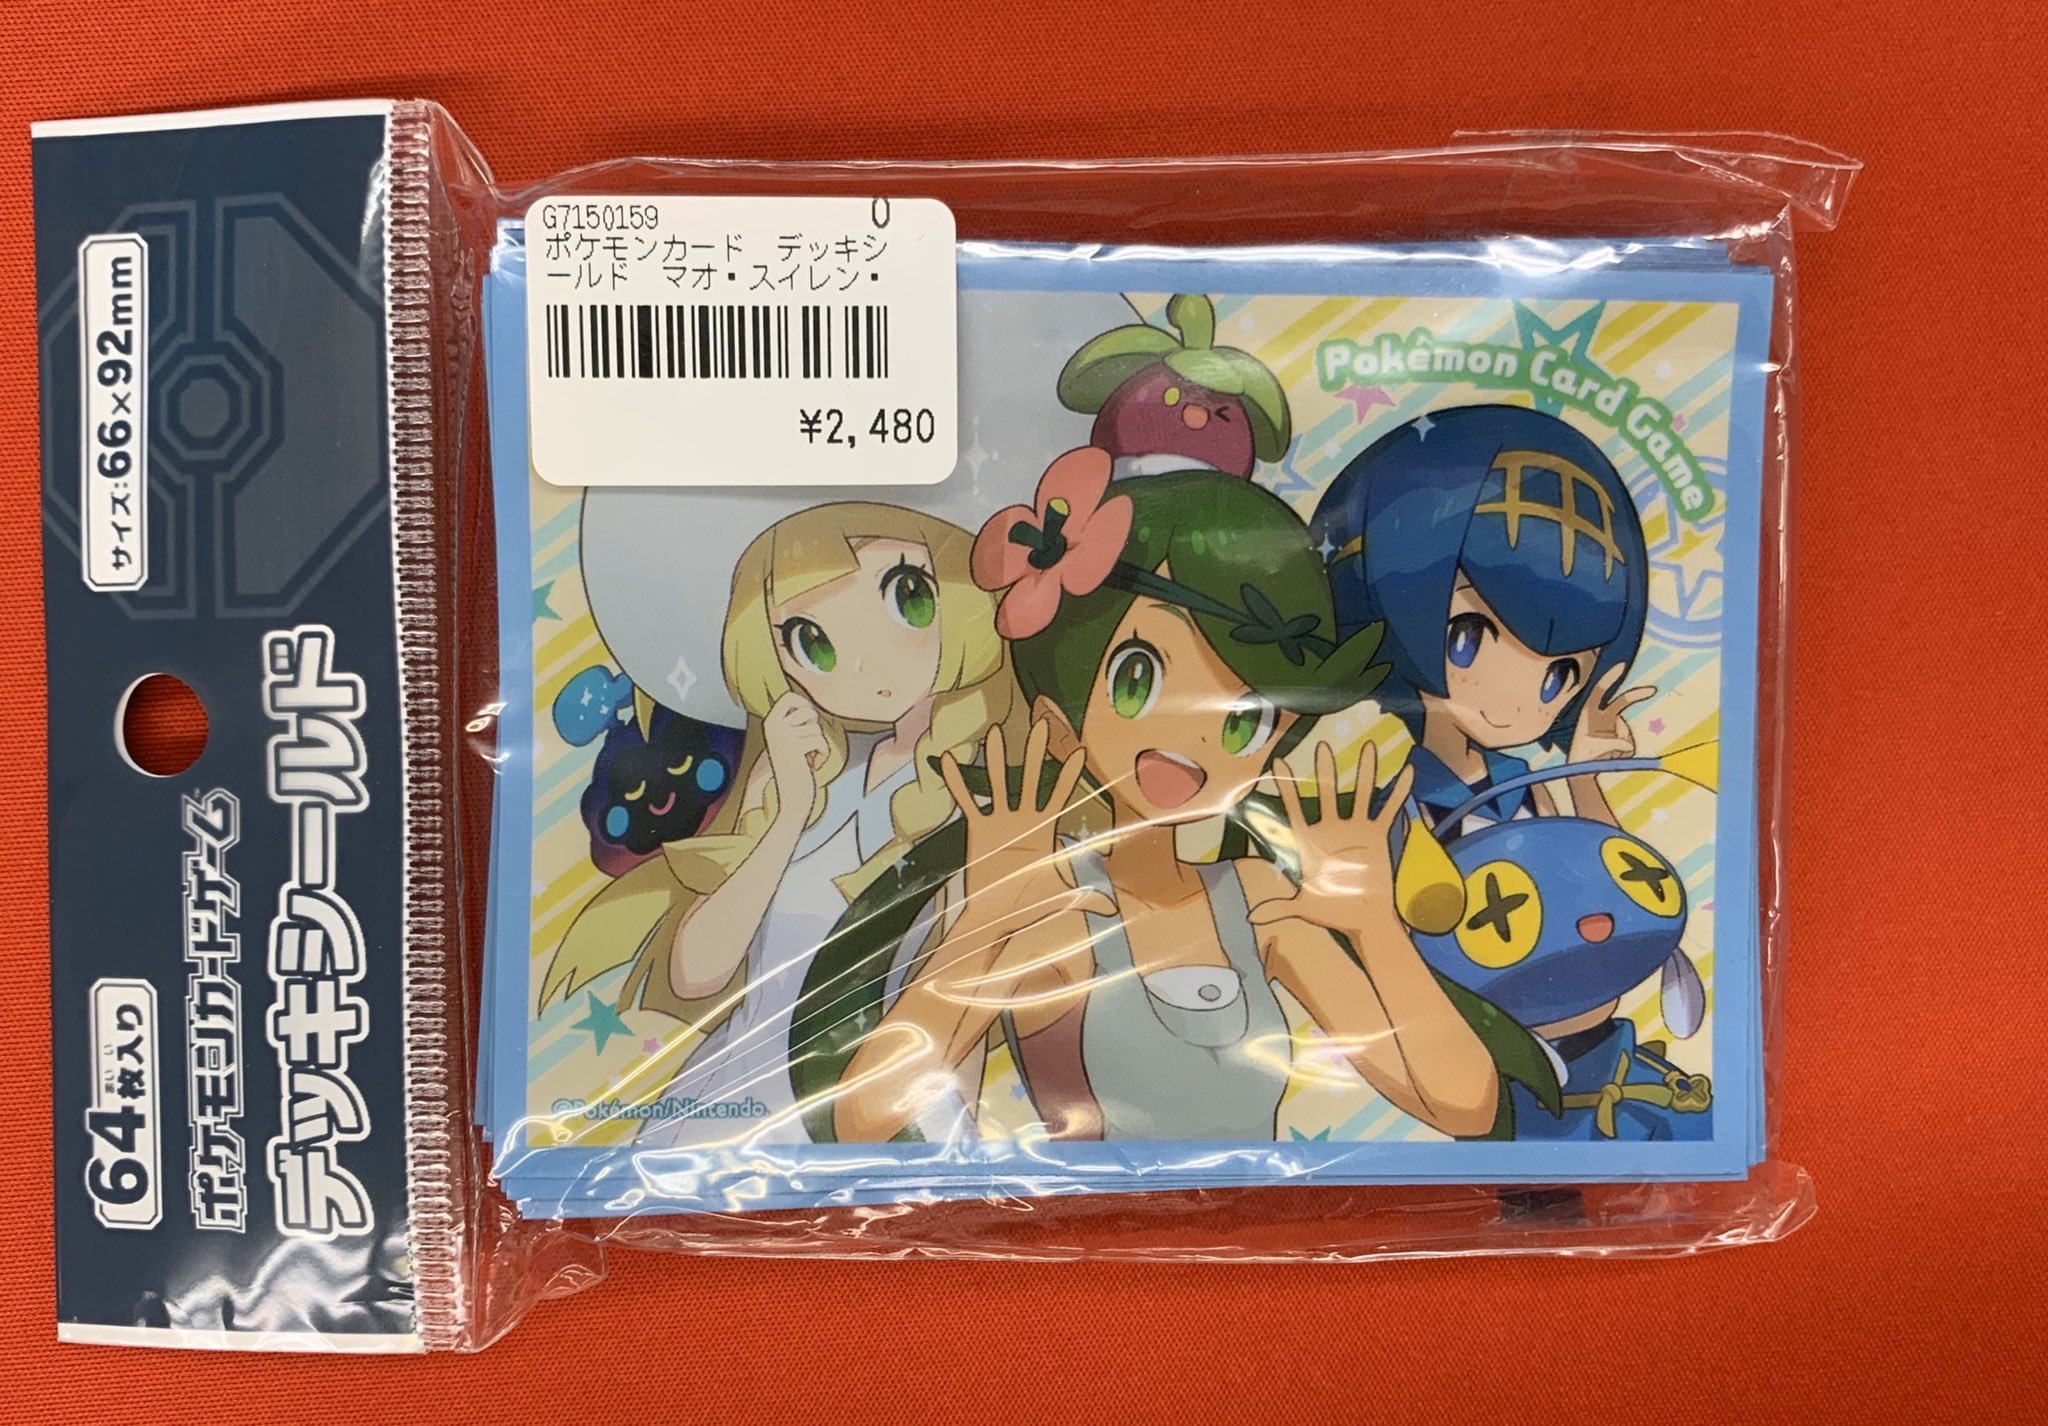 サイズ:66×92mm
64枚入り
まいい
ポケモンカードゲーム
デッキシールド
G7150159
0
ポケモンカード　デッキシ
ールド　マオ・スイレン・
¥2,480
Pokémon Card Game
©Pokémon/Nintendo.